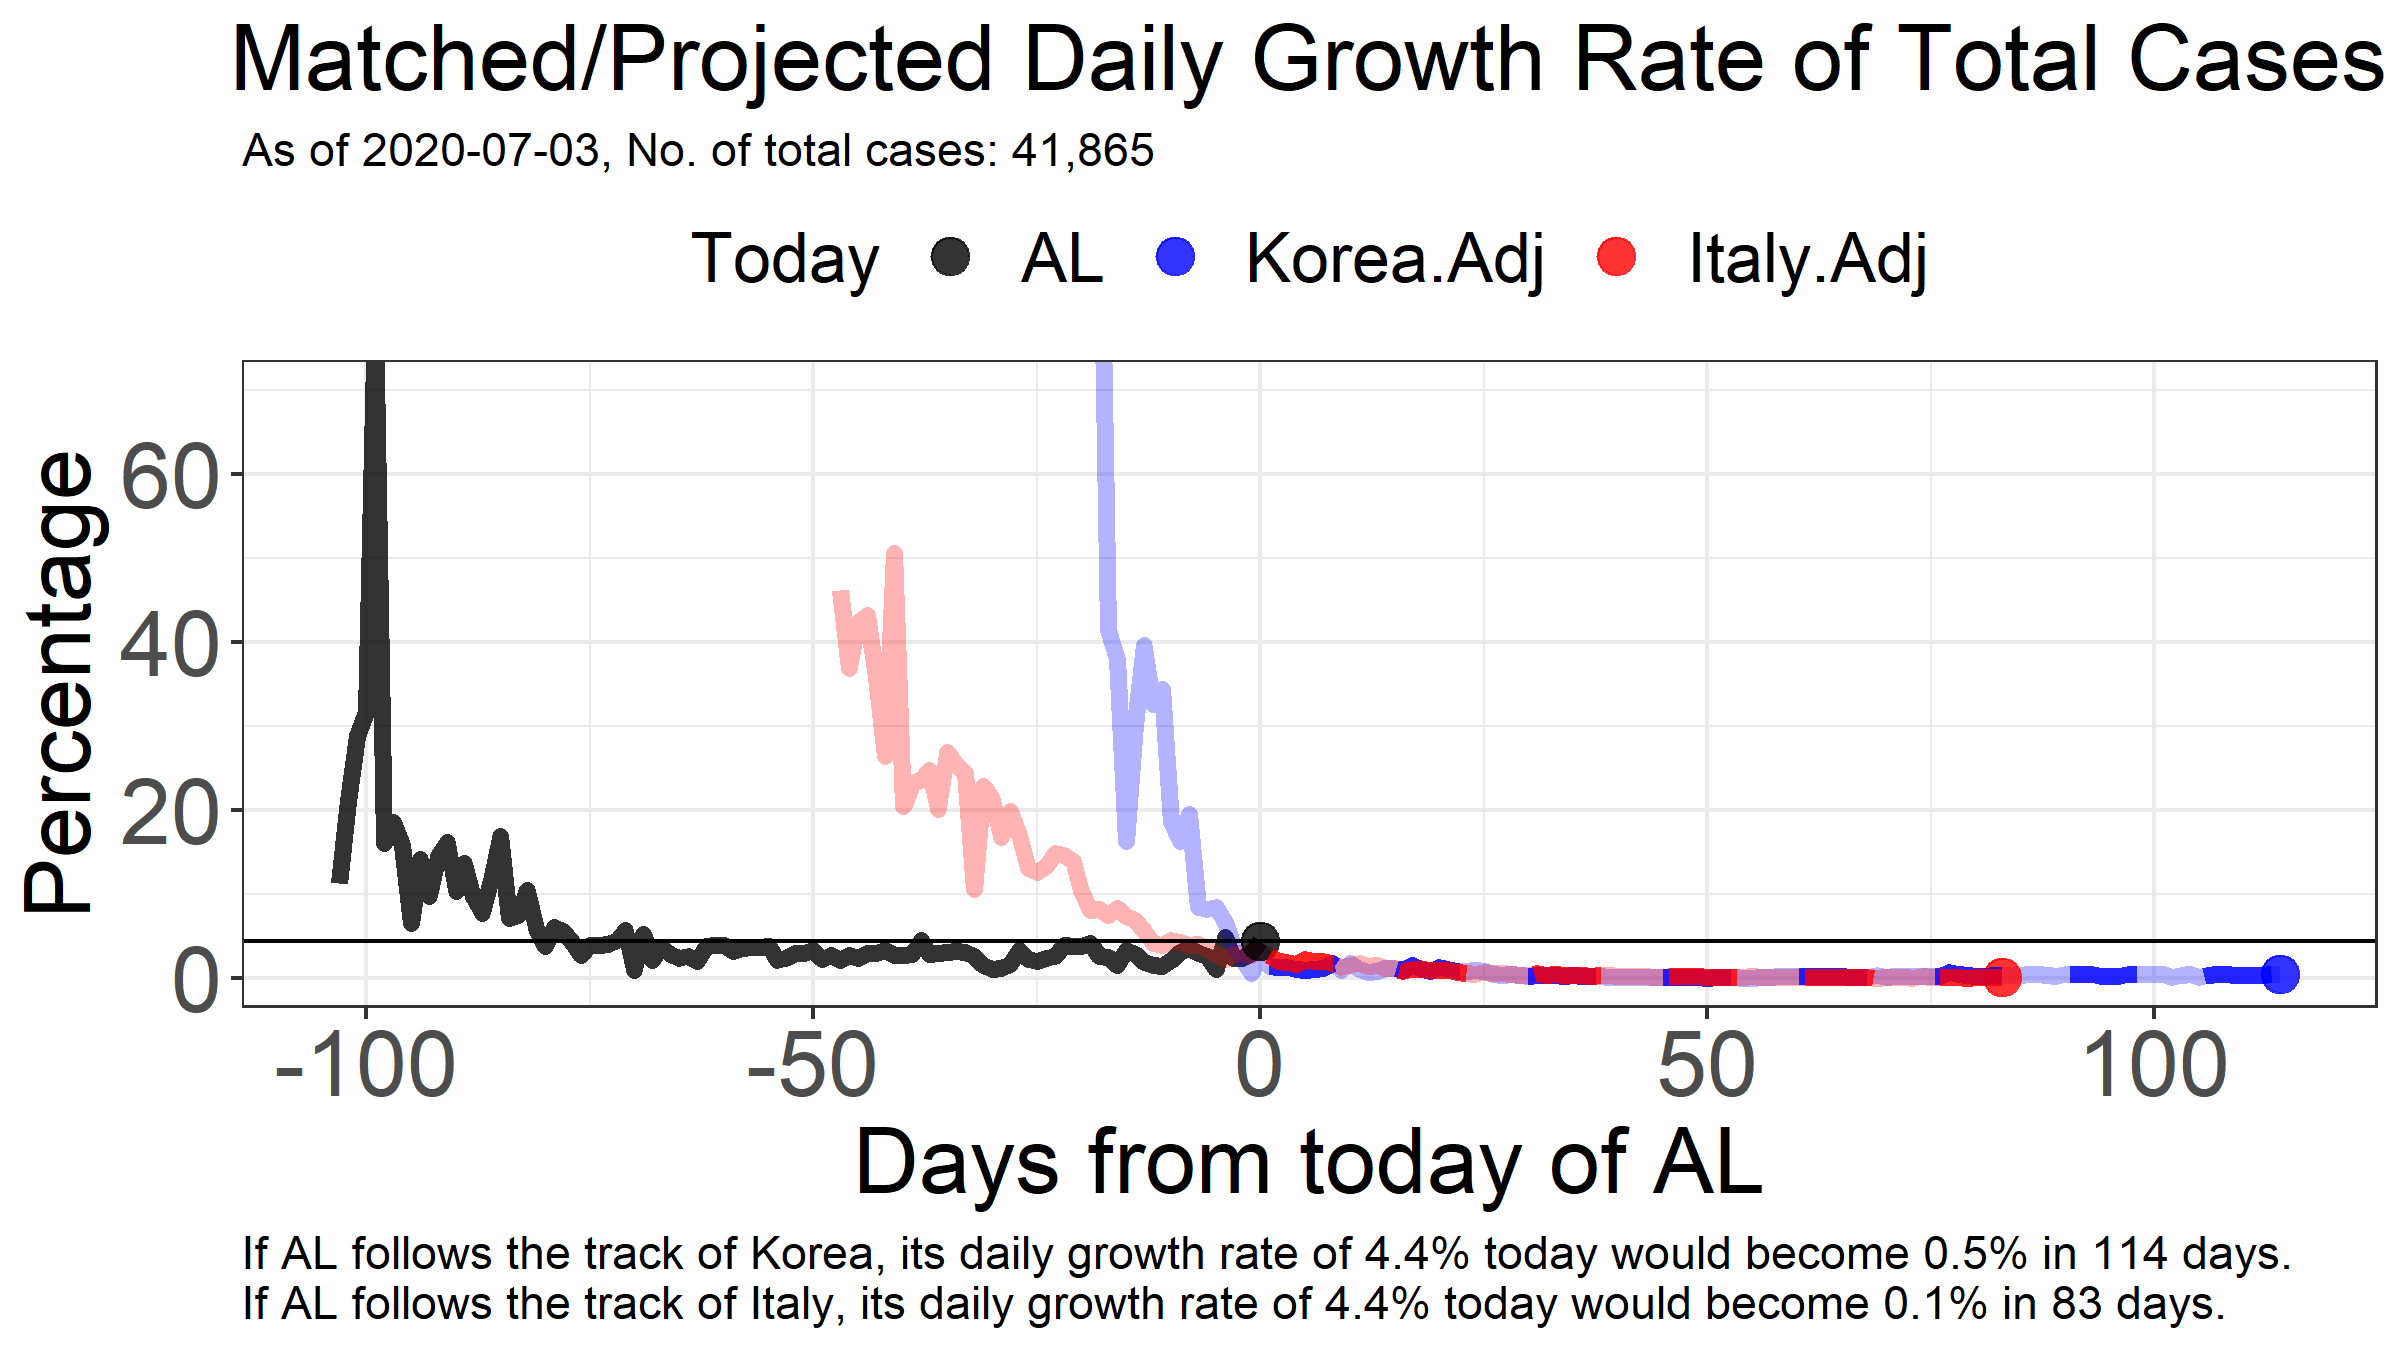 Matched/Projected Daily Growth Rate of Total Cases
As of 2020-07-03, No. of total cases: 41,865
Today AL Korea.Adj Italy.Adj
Percentage
60
40
20
0
-100 -50 0 50 100
Days from today of AL
If AL follows the track of Korea, its daily growth rate of 4.4% today would become 0.5% in 114 days.
If AL follows the track of Italy, its daily growth rate of 4.4% today would become 0.1% in 83 days.